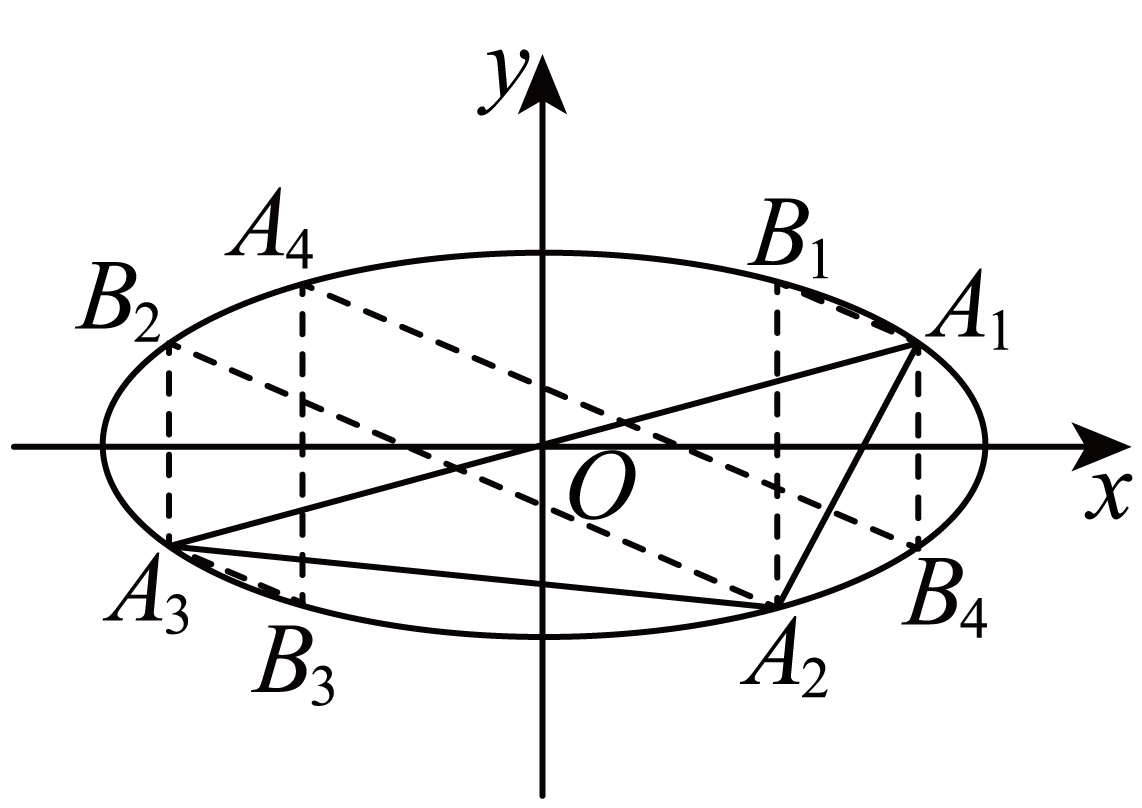 y
A₄
B₁
B₂
A₁
O
x
A₃
B₄
B₃
A₂